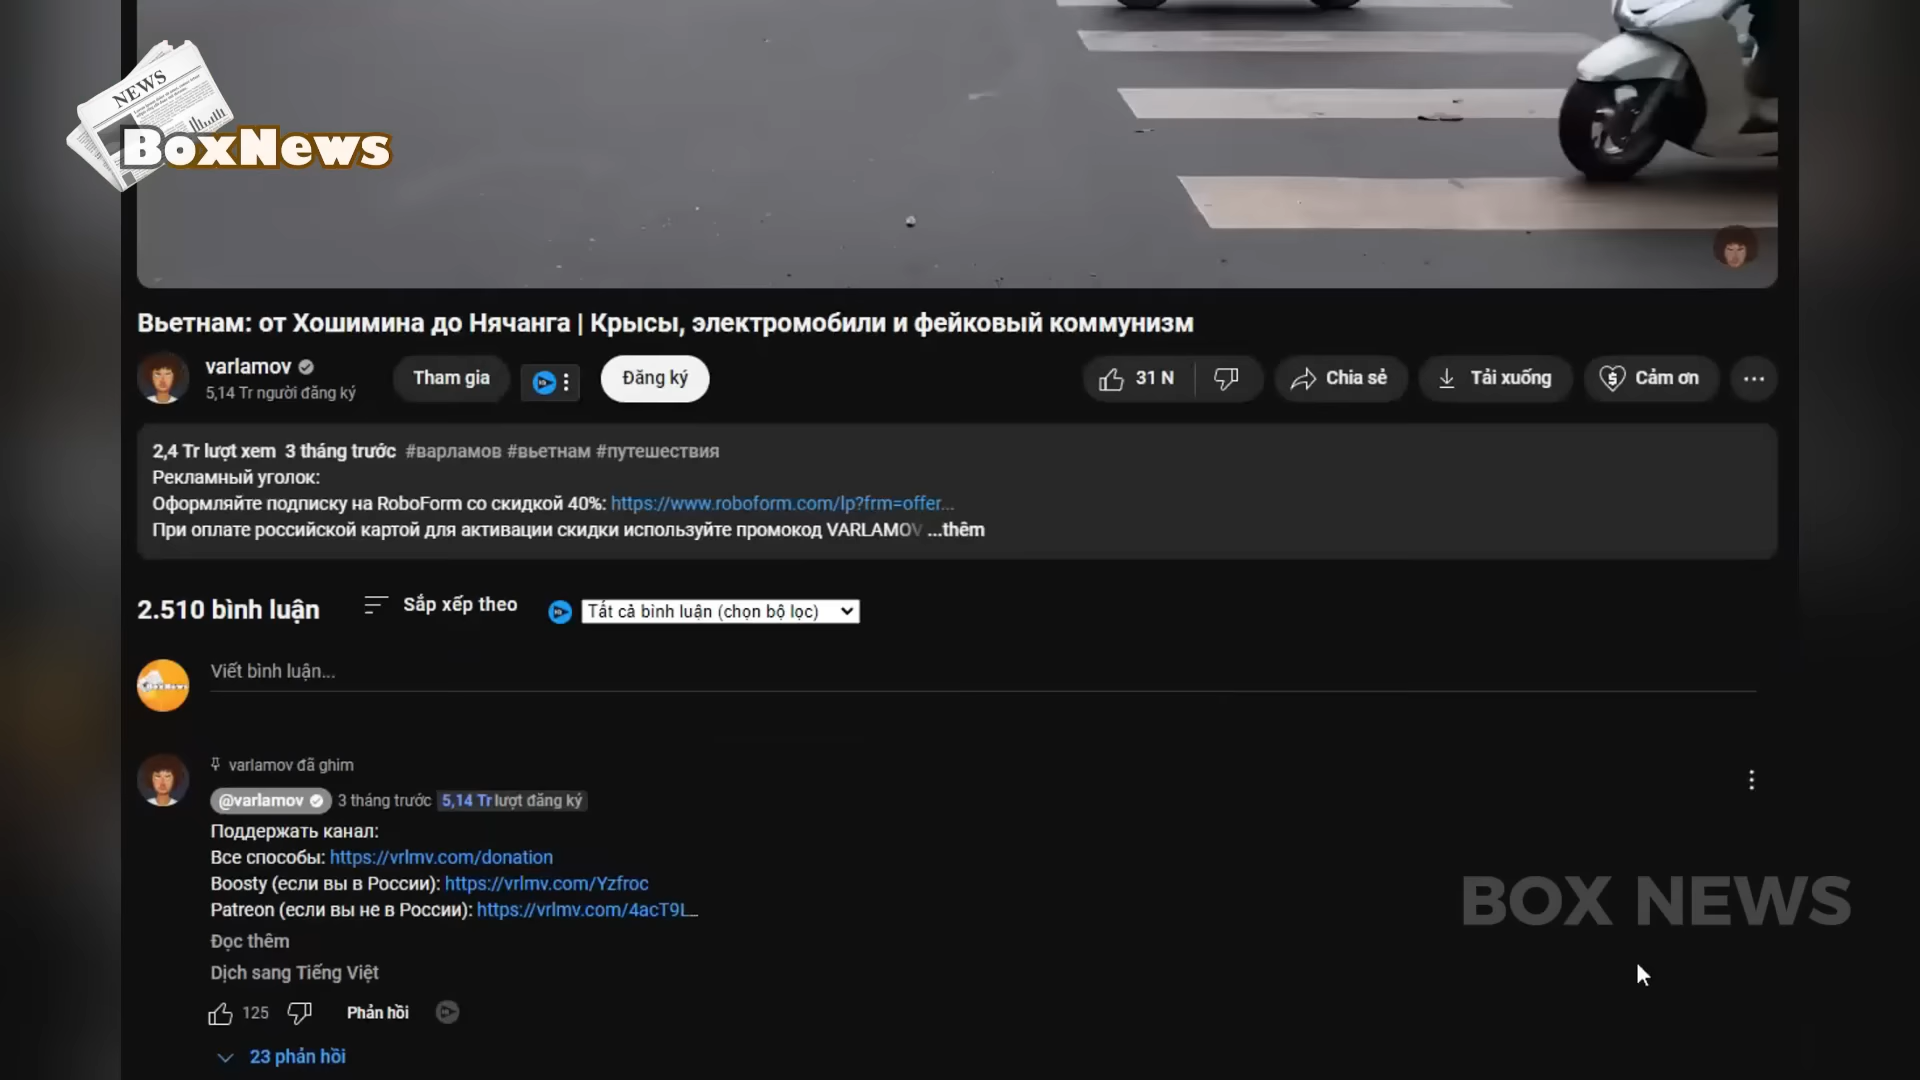 NEWS
BoxNews
Вьетнам: от Хошимина до Нячанга | Крысы, электромобили и фейковый коммунизм
varlamov
5,14 Tr người đăng ký
Tham gia
Đăng ký
31 N
Chia sẻ
Tải xuống
Cảm ơn
2,4 Tr lượt xem 3 tháng trước #варламов #вьетнам #путешествия
Рекламный уголок:
Оформляйте подписку на RoboForm со скидкой 40%: https://www.roboform.com/lp?frm=offer...
При оплате российской картой для активации скидки используйте промокод VARLAMOV ...thêm
2.510 bình luận
Sắp xếp theo
Tất cả bình luận (chọn bộ lọc)
BoxNews
Viết bình luận...
varlamov đã ghim
@varlamov 3 tháng trước 5,14 Tr lượt đăng ký
Поддержать канал:
Все способы: https://vrlmv.com/donation
Boosty (если вы в России): https://vrlmv.com/Yzfroc
Patreon (если вы не в России): https://vrlmv.com/4acT9L...
Đọc thêm
Dịch sang Tiếng Việt
125
Phản hồi
23 phản hồi
BOX NEWS